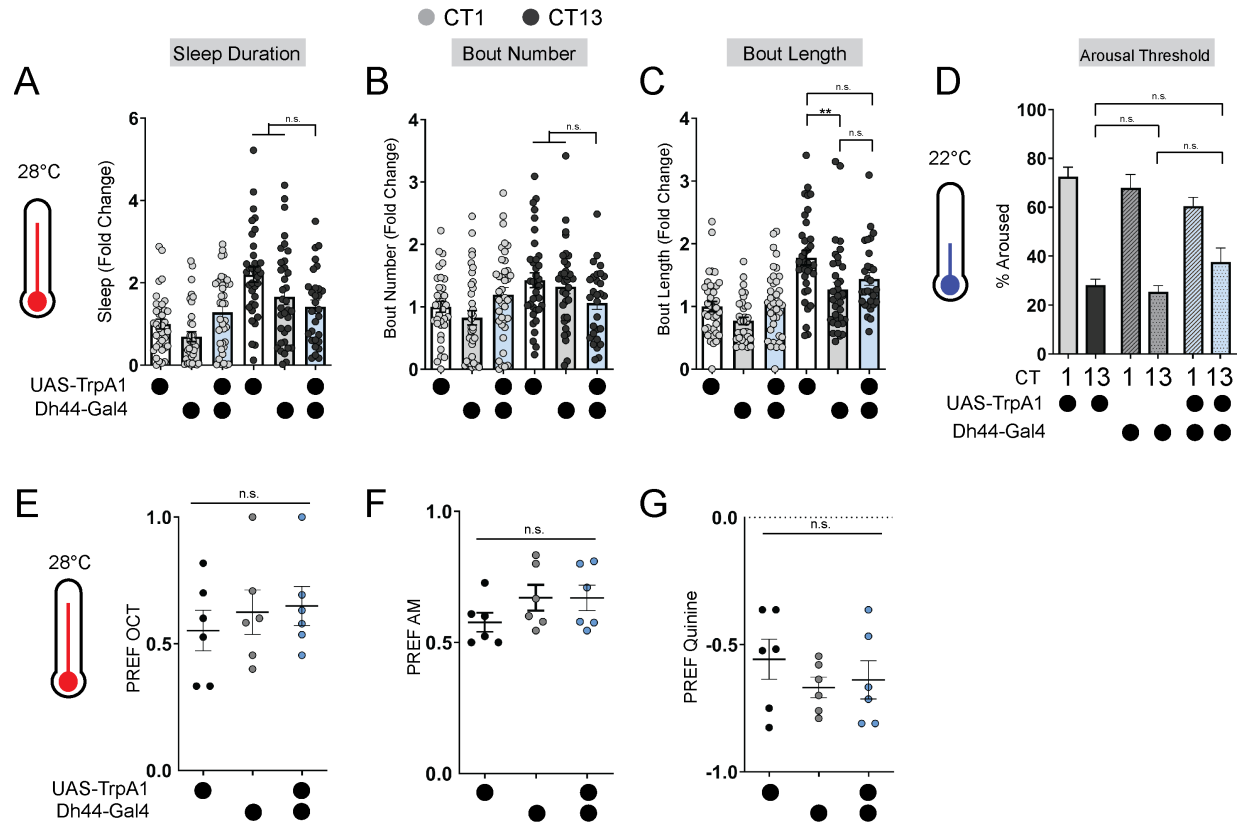 CT1 CT13
Sleep Duration Bout Number Bout Length Arousal Threshold
A B C D
28°C
Sleep (Fold Change)
6
4
2
0
n.s.
Bout Number (Fold Change)
4
3
2
1
0
n.s.
Bout Length (Fold Change)
4
3
2
1
0
n.s.
**
n.s.
22°C
% Aroused
100
80
60
40
20
0
n.s.
n.s.
n.s.
CT 1 13 1 13 1 13
UAS-TrpA1
Dh44-Gal4
UAS-TrpA1
Dh44-Gal4
E F G
28°C
PREF OCT
1.0
0.5
0.0
n.s.
PREF AM
1.0
0.5
0.0
n.s.
PREF Quinine
0.0
-0.5
-1.0
n.s.
UAS-TrpA1
Dh44-Gal4